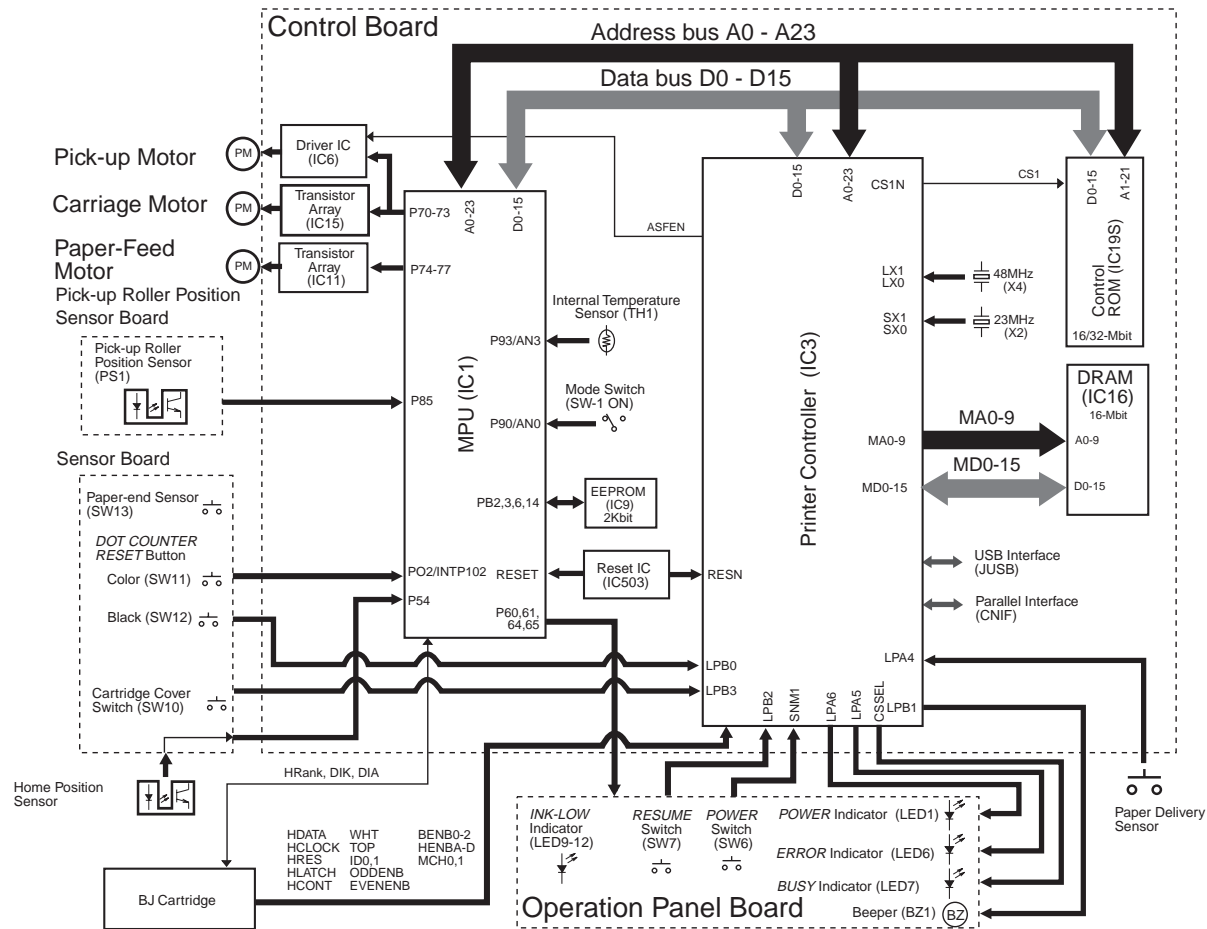 Control Board
Address bus A0 - A23
Data bus D0 - D15
Pick-up Motor
PM
Driver IC
(IC6)
Carriage Motor
PM
Transistor
Array
(IC15)
Paper-Feed
Motor
PM
Transistor
Array
(IC11)
Pick-up Roller Position
Sensor Board
Pick-up Roller
Position Sensor
(PS1)
Sensor Board
Paper-end Sensor
(SW13)
DOT COUNTER
RESET Button
Color (SW11)
Black (SW12)
Cartridge Cover
Switch (SW10)
Home Position
Sensor
MPU (IC1)
P70-73
A0-23
D0-15
P74-77
P93/AN3
P85
P90/AN0
PB2,3,6,14
PO2/INTP102
RESET
P54
P60,61,
64,65
Internal Temperature
Sensor (TH1)
Mode Switch
(SW-1 ON)
EEPROM
(IC9)
2Kbit
Reset IC
(IC503)
ASFEN
Printer Controller (IC3)
D0-15
A0-23
CS1N
LX1
LX0
SX1
SX0
MA0-9
MD0-15
RESN
LPB0
LPB3
LPB2
SNIM1
LPA6
LPA5
CSSEL
LPB1
LPA4
CS1
48MHz
(X4)
23MHz
(X2)
D0-15
A1-21
Control
ROM (IC19S)
16/32-Mbit
DRAM
(IC16)
16-Mbit
A0-9
D0-15
MA0-9
MD0-15
USB Interface
(JUSB)
Parallel Interface
(CNIF)
Paper Delivery
Sensor
HRank, DIK, DIA
BJ Cartridge
HDATA WHT BENB0-2
HCLOCK TOP HENBA-D
HRES ID0,1 MCH0,1
HLATCH ODDENB
HCONT EVENENB
INK-LOW
Indicator
(LED9-12)
RESUME
Switch
(SW7)
POWER
Switch
(SW6)
POWER Indicator (LED1)
ERROR Indicator (LED6)
BUSY Indicator (LED7)
Beeper (BZ1)
BZ
Operation Panel Board